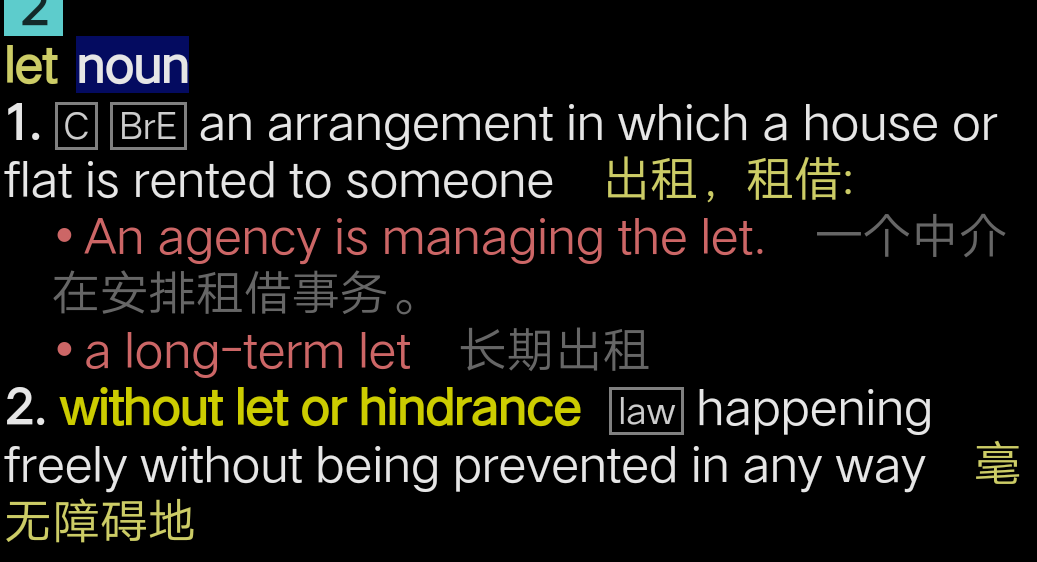 2
let noun
1. C BrE an arrangement in which a house or
flat is rented to someone 出租，租借:
• An agency is managing the let. 一个中介
在安排租借事务。
• a long-term let 长期出租
2. without let or hindrance law happening
freely without being prevented in any way 毫
无障碍地